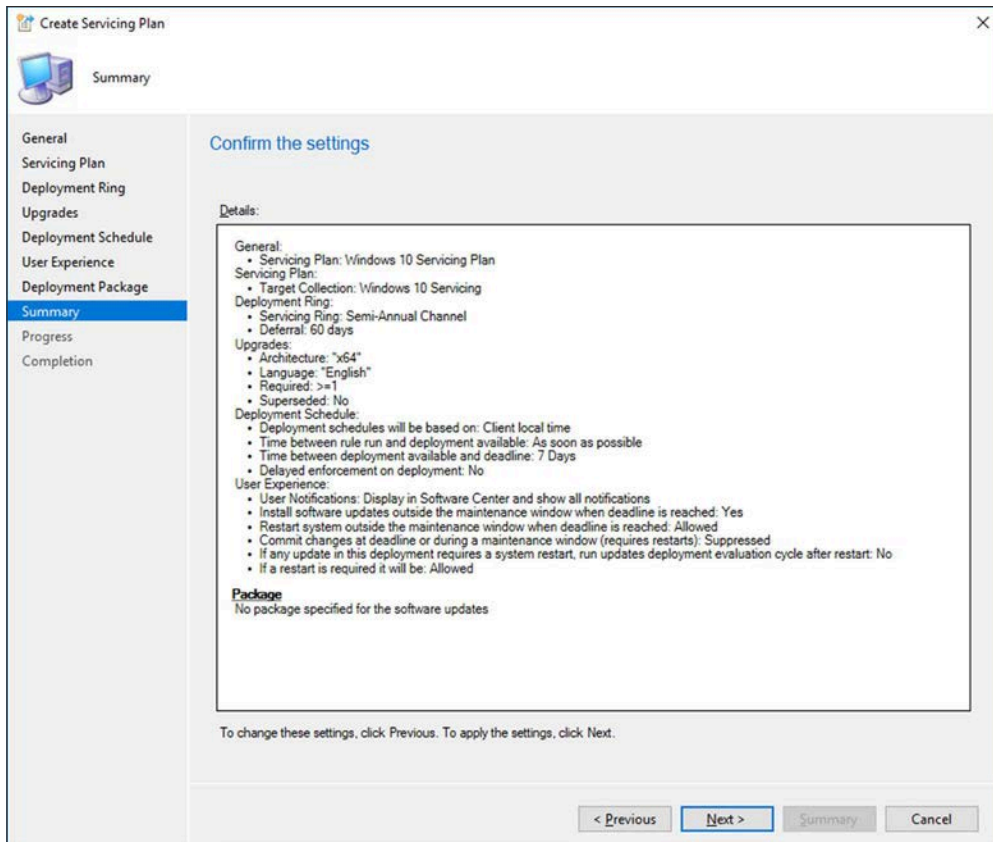 Create Servicing Plan
Summary
General
Servicing Plan
Deployment Ring
Upgrades
Deployment Schedule
User Experience
Deployment Package
Summary
Progress
Completion
Confirm the settings
Details:
General:
• Servicing Plan: Windows 10 Servicing Plan
Servicing Plan:
• Target Collection: Windows 10 Servicing
Deployment Ring:
• Servicing Ring: Semi-Annual Channel
• Deferral: 60 days
Upgrades:
• Architecture: "x64"
• Language: "English"
• Required: >=1
• Superseded: No
Deployment Schedule:
• Deployment schedules will be based on: Client local time
• Time between rule run and deployment available: As soon as possible
• Time between deployment available and deadline: 7 Days
• Delayed enforcement on deployment: No
User Experience:
• User Notifications: Display in Software Center and show all notifications
• Install software updates outside the maintenance window when deadline is reached: Yes
• Restart system outside the maintenance window when deadline is reached: Allowed
• Commit changes at deadline or during a maintenance window (requires restarts): Suppressed
• If any update in this deployment requires a system restart, run updates deployment evaluation cycle after restart: No
• If a restart is required it will be: Allowed
Package
No package specified for the software updates
To change these settings, click Previous. To apply the settings, click Next.
< Previous
Next >
Summary
Cancel